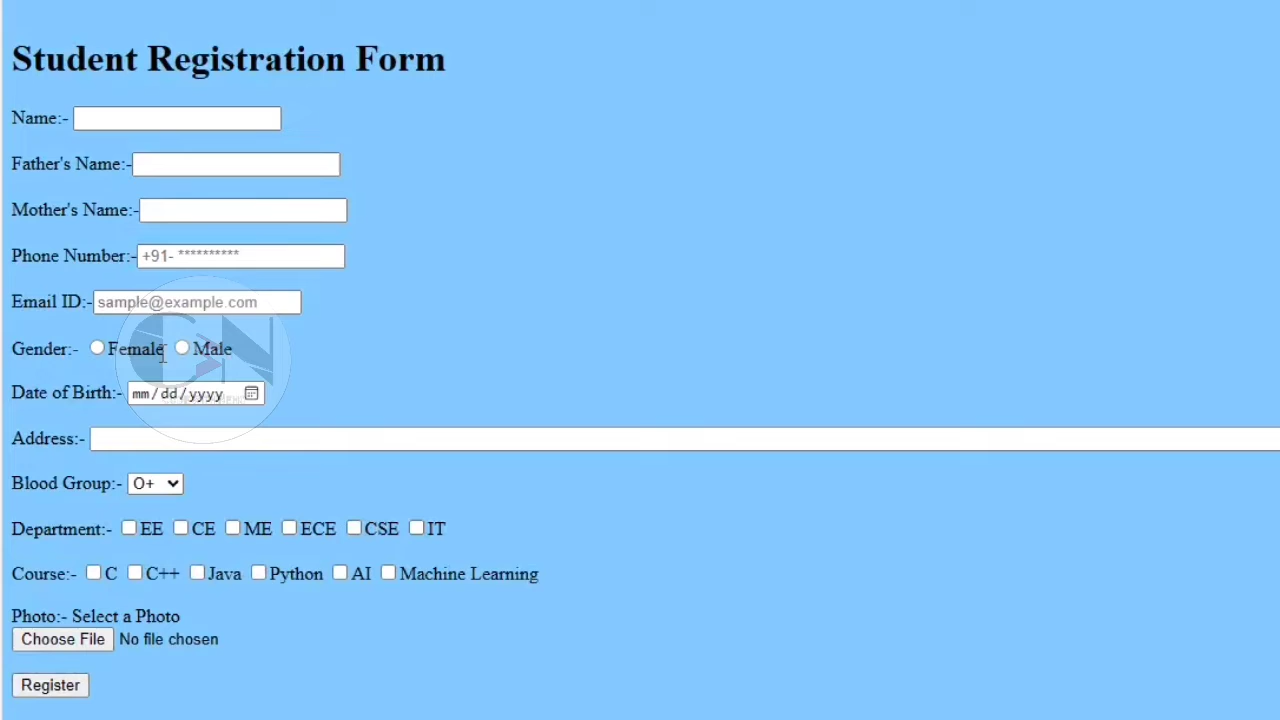 Student Registration Form
Name:-
Father's Name:-
Mother's Name:-
Phone Number:- +91- **********
Email ID:- sample@example.com
Gender:- Female Male
Date of Birth:- mm/dd/yyyy
Address:-
Blood Group:- O+
Department:- EE CE ME ECE CSE IT
Course:- C C++ Java Python AI Machine Learning
Photo:- Select a Photo
Choose File No file chosen
Register